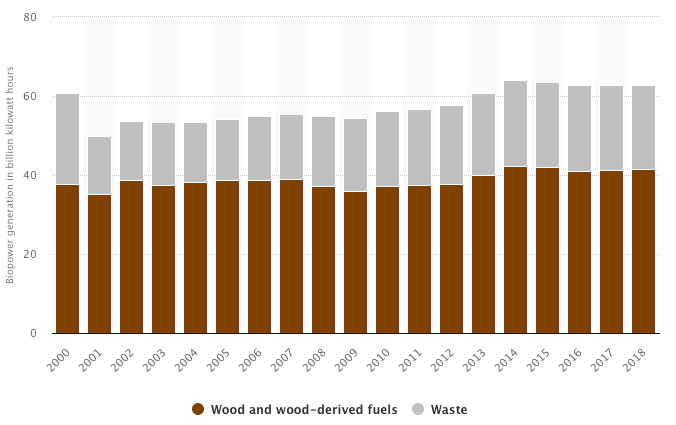 Biopower generation in billion kilowatt hours
80
60
40
20
0
2000 2001 2002 2003 2004 2005 2006 2007 2008 2009 2010 2011 2012 2013 2014 2015 2016 2017 2018
Wood and wood-derived fuels Waste